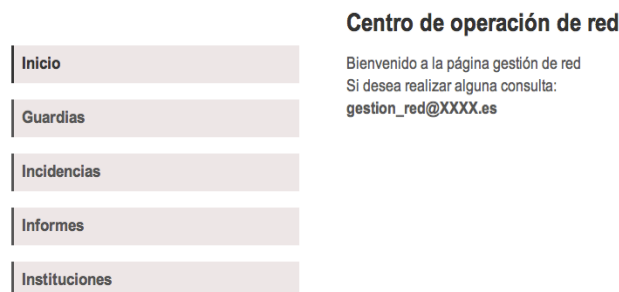 Centro de operación de red
Inicio
Bienvenido a la página gestión de red
Si desea realizar alguna consulta:
gestion_red@XXXX.es
Guardias
Incidencias
Informes
Instituciones